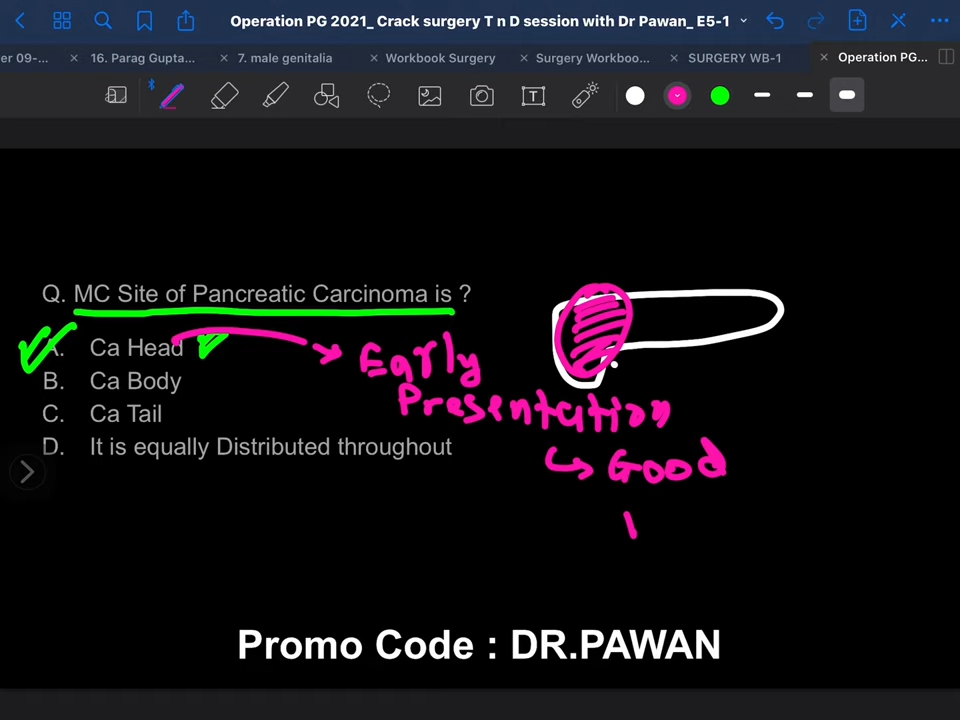 Operation PG 2021_ Crack surgery T n D session with Dr Pawan_ E5-1
er 09-...
16. Parag Gupta...
7. male genitalia
Workbook Surgery
Surgery Workboo...
SURGERY WB-1
Operation PG...
T
Q. MC Site of Pancreatic Carcinoma is ?
A. Ca Head
B. Ca Body
C. Ca Tail
D. It is equally Distributed throughout
Early
Presentation
Good
Promo Code : DR.PAWAN